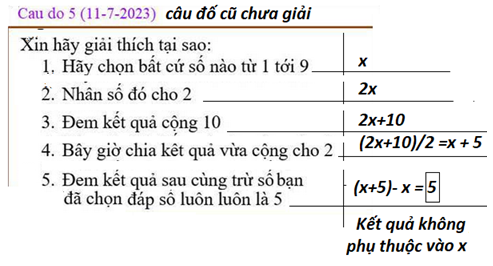 Cau do 5 (11-7-2023) câu đố cũ chưa giải
Xin hãy giải thích tại sao:
1. Hãy chọn bất cứ số nào từ 1 tới 9 x
2. Nhân số đó cho 2 2x
3. Đem kết quả cộng 10 2x+10
4. Bây giờ chia kêt quả vừa cộng cho 2 (2x+10)/2 =x + 5
5. Đem kết quả sau cùng trừ số bạn
đã chọn đáp số luôn luôn là 5 (x+5)- x = 5
Kết quả không
phụ thuộc vào x